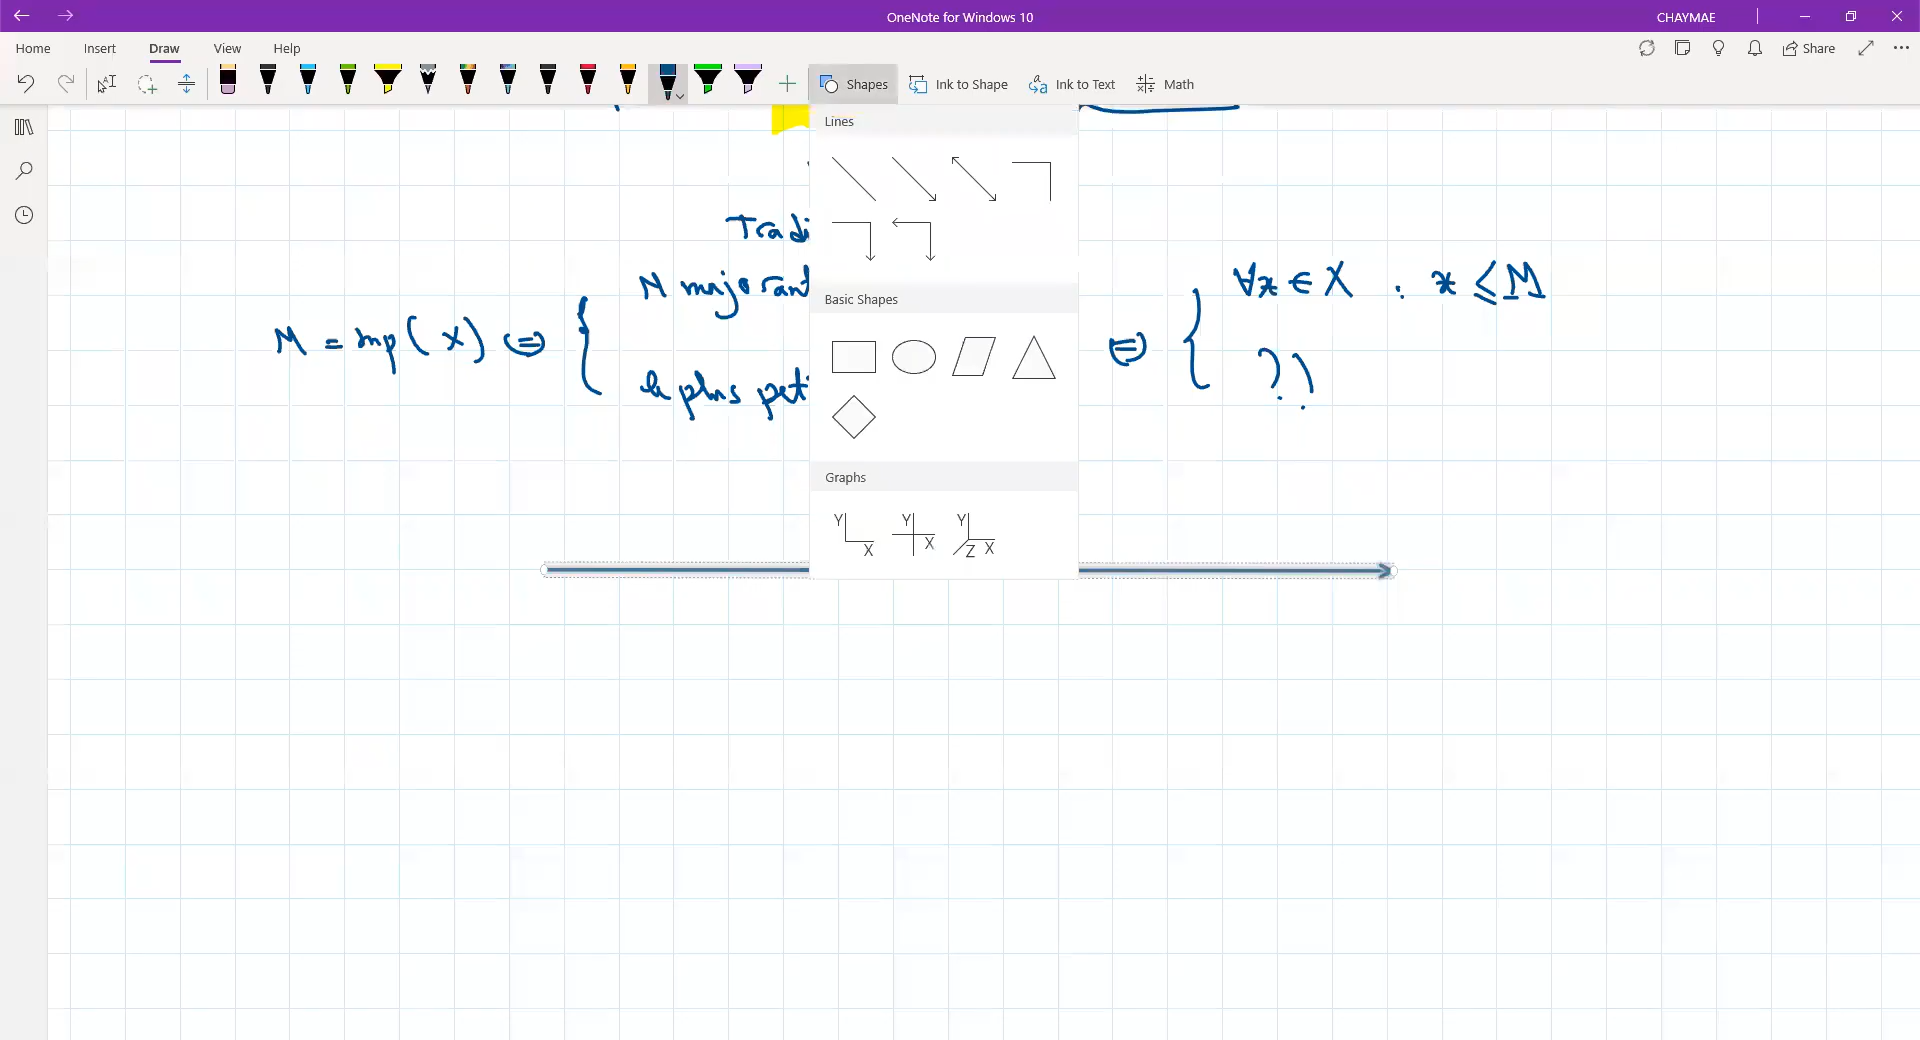 OneNote for Windows 10
CHAYMAE
Home Insert Draw View Help
Share
Shapes Ink to Shape Ink to Text Math
Lines
Tradi
M majorant
∀x ∈ X : x ≤ M
Basic Shapes
M = sup(X) ⇔ {
⇔ {
??
le plus peti
Graphs
Y X Y X Y Z X